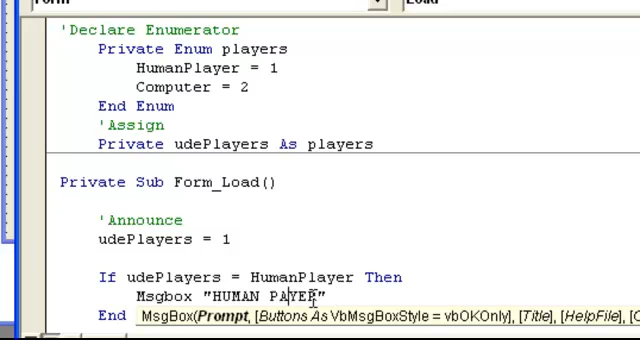 Form
Load
'Declare Enumerator
Private Enum players
HumanPlayer = 1
Computer = 2
End Enum
'Assign
Private udePlayers As players
Private Sub Form_Load()
'Announce
udePlayers = 1
If udePlayers = HumanPlayer Then
Msgbox "HUMAN PAYER"
End
MsgBox(Prompt, [Buttons As VbMsgBoxStyle = vbOKOnly], [Title], [HelpFile], [C